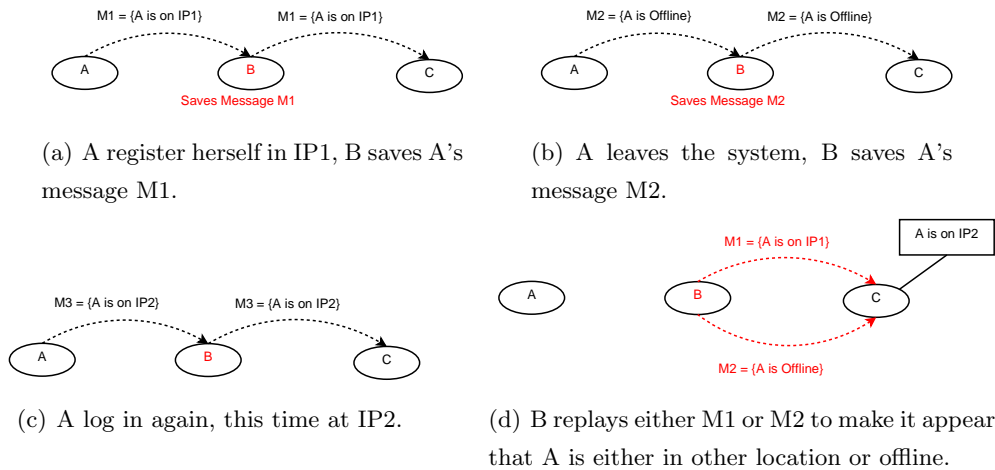 M1 = {A is on IP1}
M1 = {A is on IP1}
A
B
C
Saves Message M1
(a) A register herself in IP1, B saves A's
message M1.
M2 = {A is Offline}
M2 = {A is Offline}
A
B
C
Saves Message M2
(b) A leaves the system, B saves A's
message M2.
M3 = {A is on IP2}
M3 = {A is on IP2}
A
B
C
(c) A log in again, this time at IP2.
A is on IP2
M1 = {A is on IP1}
A
B
C
M2 = {A is Offline}
(d) B replays either M1 or M2 to make it appear
that A is either in other location or offline.